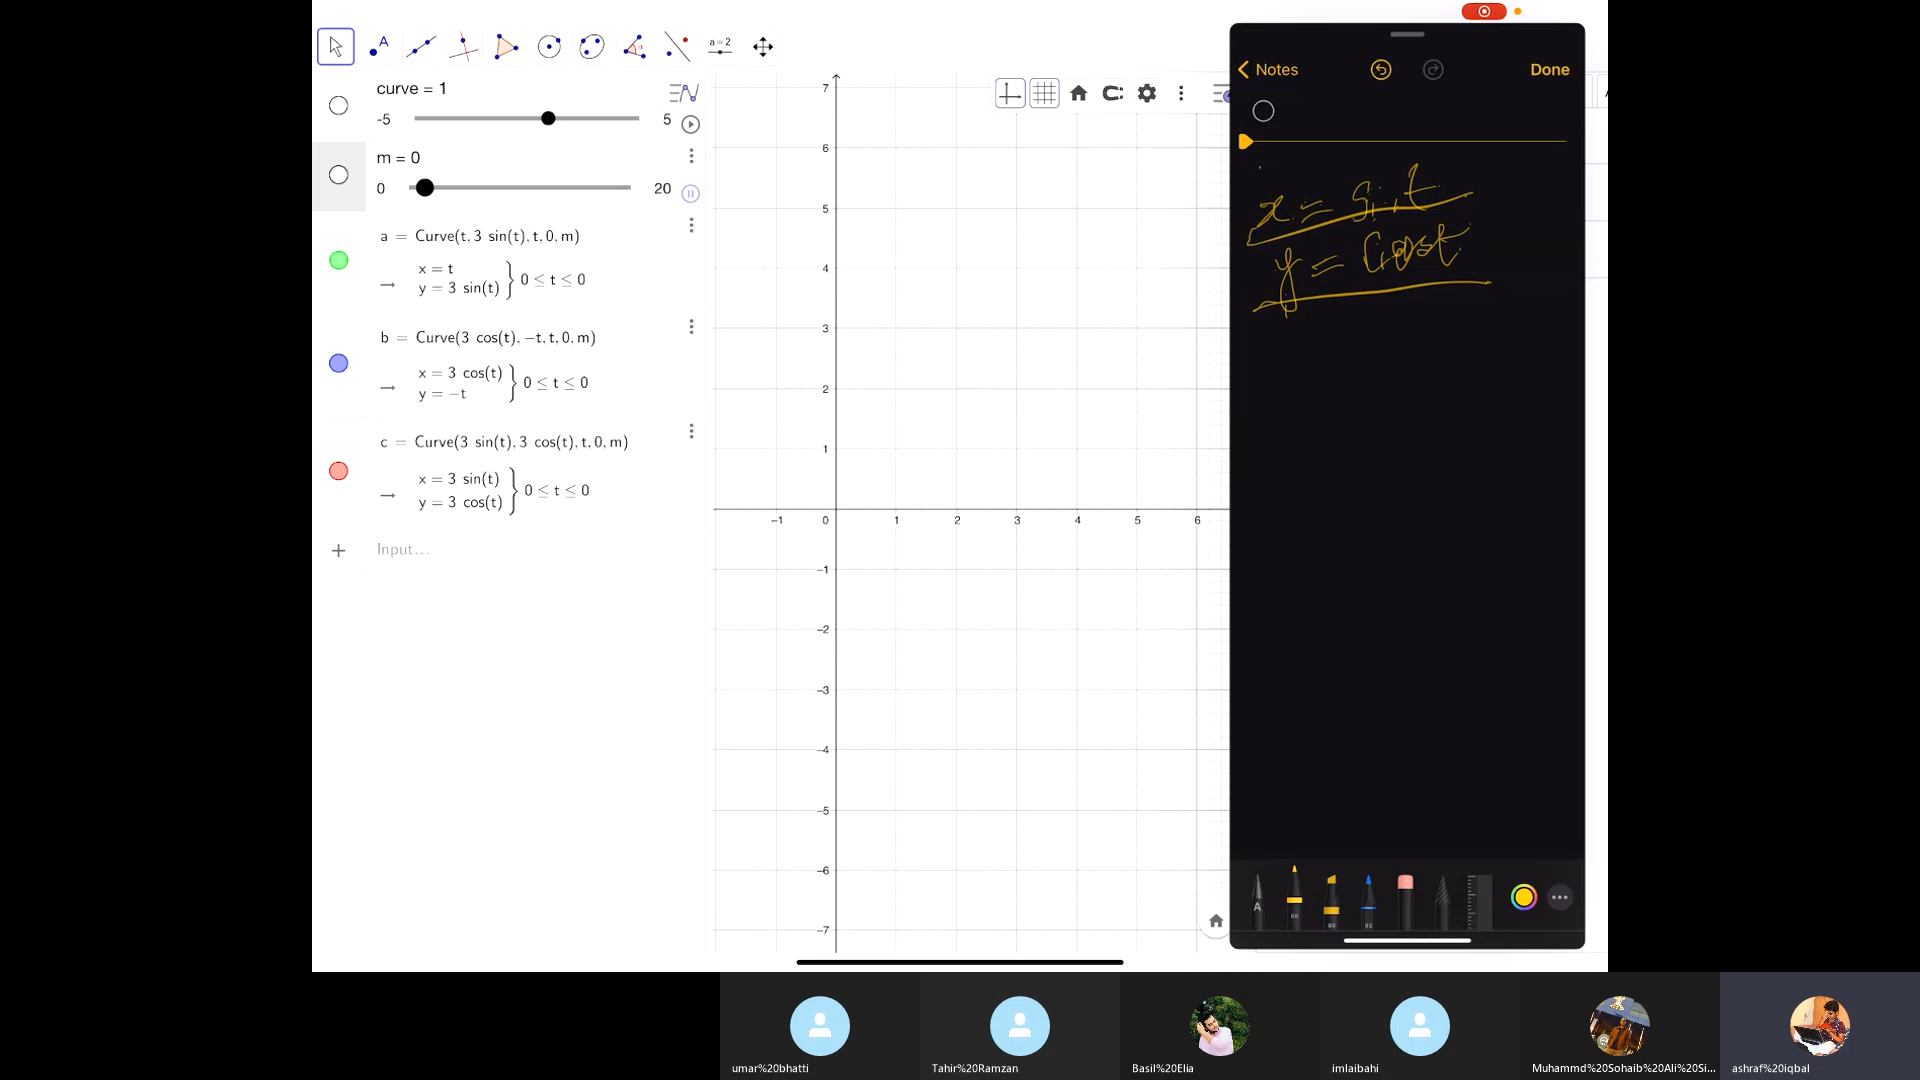 A
a = 2
curve = 1
-5
5
m = 0
0
20
a = Curve(t, 3 sin(t), t, 0, m)
→ x = t
y = 3 sin(t) } 0 ≤ t ≤ 0
b = Curve(3 cos(t), −t, t, 0, m)
→ x = 3 cos(t)
y = −t } 0 ≤ t ≤ 0
c = Curve(3 sin(t), 3 cos(t), t, 0, m)
→ x = 3 sin(t)
y = 3 cos(t) } 0 ≤ t ≤ 0
+ Input...
7
6
5
4
3
2
1
−1 0 1 2 3 4 5 6
−1
−2
−3
−4
−5
−6
−7
Notes
Done
x = sin t
y = Cost
A
80
umar%20bhatti
Tahir%20Ramzan
Basil%20Elia
imlaibahi
Muhammd%20Sohaib%20Ali%20Si...
ashraf%20iqbal